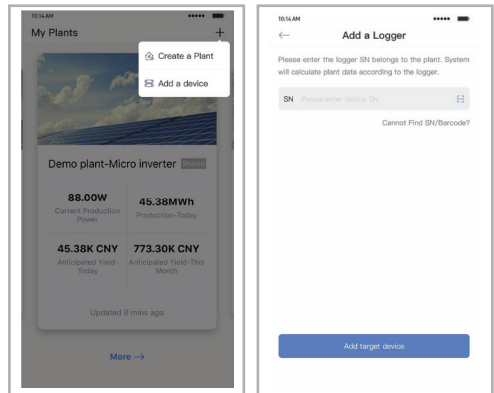 10:14 AM
My Plants
+
Create a Plant
Add a device
Demo plant-Micro inverter Shared
88.00W
Current Production
Power
45.38MWh
Production-Today
45.38K CNY
Anticipated Yield-
Today
773.30K CNY
Anticipated Yield-This
Month
Updated 8 mins ago
More →
10:14 AM
←
Add a Logger
Please enter the logger SN belongs to the plant. System
will calculate plant data according to the logger.
SN Please enter device SN
Cannot Find SN/Barcode?
Add target device